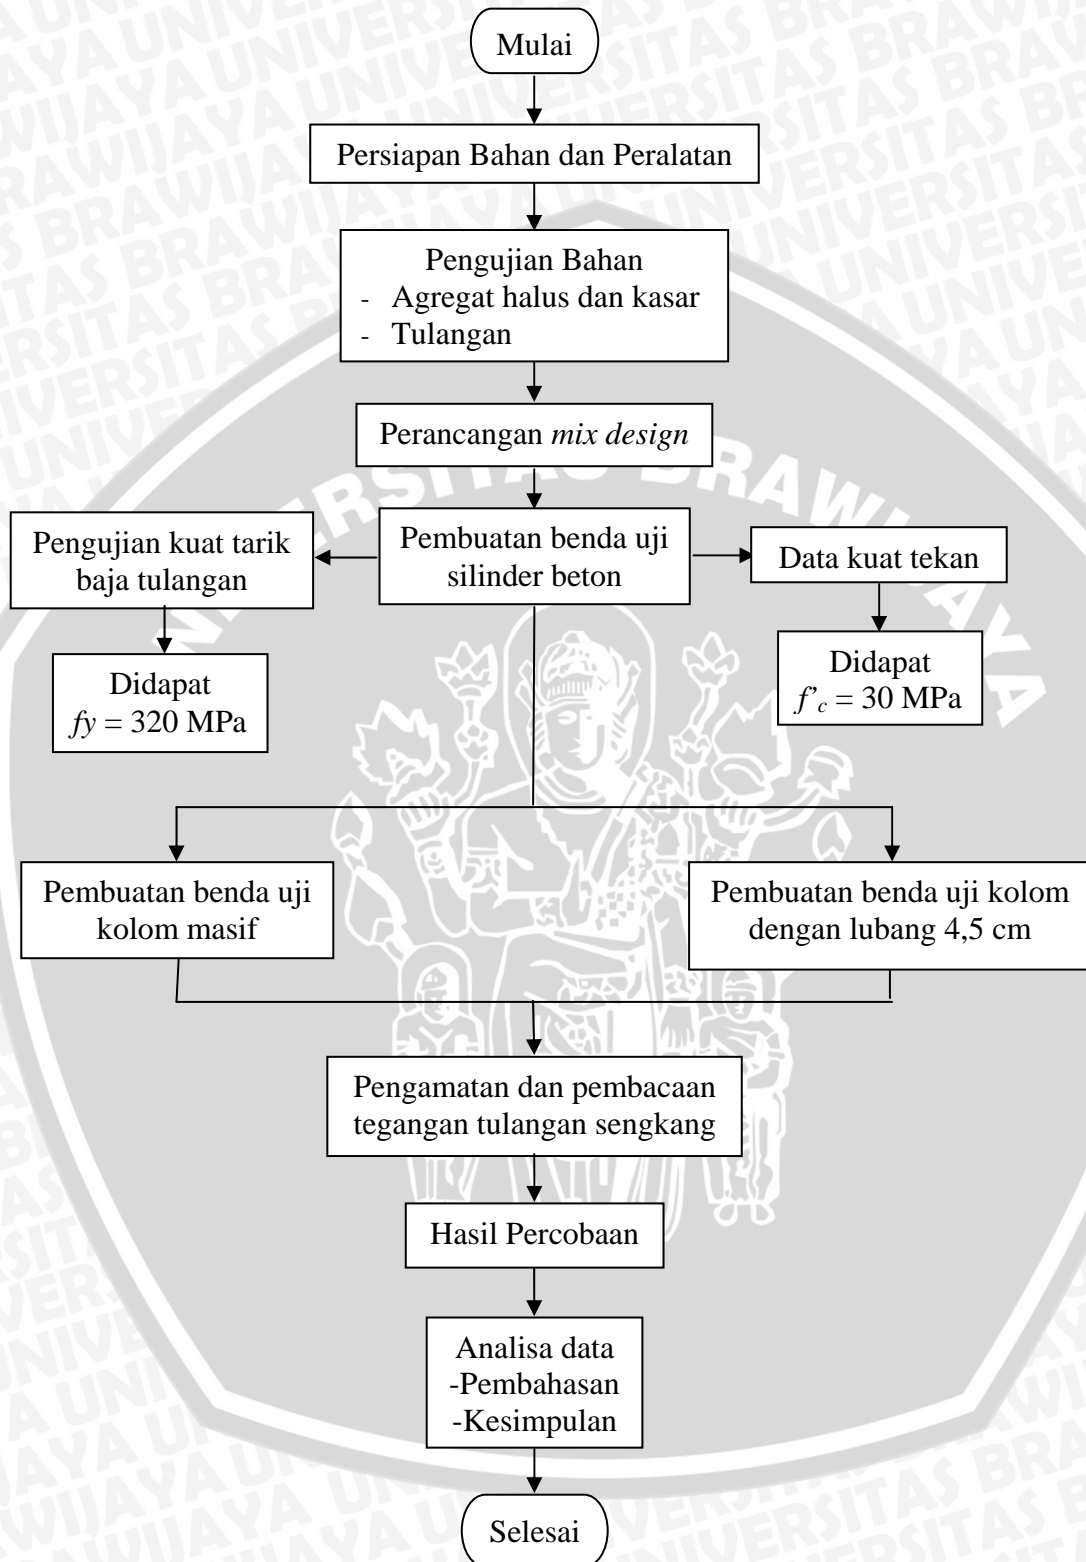 Mulai
Persiapan Bahan dan Peralatan
Pengujian Bahan
- Agregat halus dan kasar
- Tulangan
Perancangan mix design
Pengujian kuat tarik
baja tulangan
Pembuatan benda uji
silinder beton
Data kuat tekan
Didapat
fy = 320 MPa
Didapat
f’c = 30 MPa
Pembuatan benda uji
kolom masif
Pembuatan benda uji kolom
dengan lubang 4,5 cm
Pengamatan dan pembacaan
tegangan tulangan sengkang
Hasil Percobaan
Analisa data
-Pembahasan
-Kesimpulan
Selesai